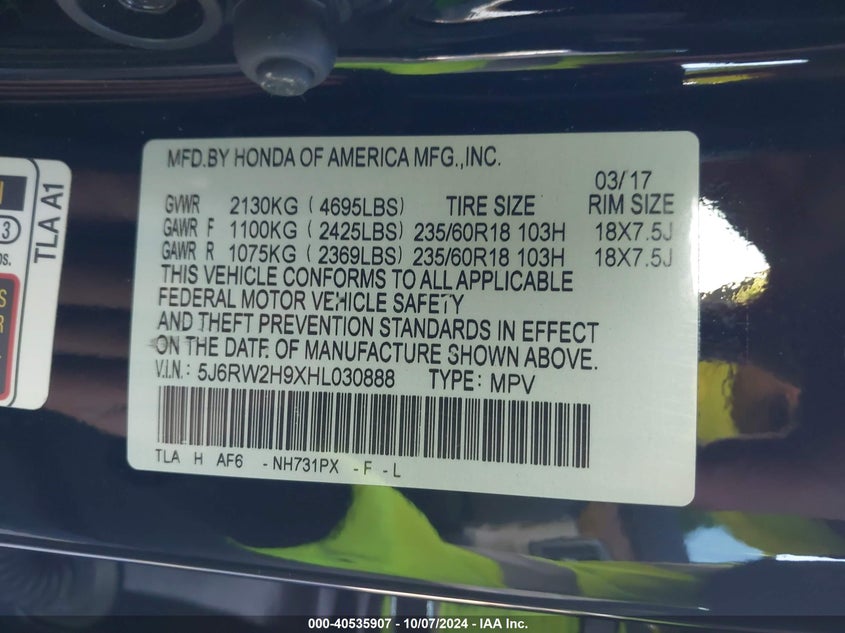 MFD.BY HONDA OF AMERICA MFG.,INC.
03/17
GVWR 2130KG (4695LBS) TIRE SIZE RIM SIZE
GAWR F 1100KG (2425LBS) 235/60R18 103H 18X7.5J
GAWR R 1075KG (2369LBS) 235/60R18 103H 18X7.5J
THIS VEHICLE CONFORMS TO ALL APPLICABLE
FEDERAL MOTOR VEHICLE SAFETY
AND THEFT PREVENTION STANDARDS IN EFFECT
ON THE DATE OF MANUFACTURE SHOWN ABOVE.
V.I.N.: 5J6RW2H9XHL030888 TYPE: MPV
TLA H AF6 -NH731PX -F -L
TLA A1
3
000-40535907 - 10/07/2024 - IAA Inc.